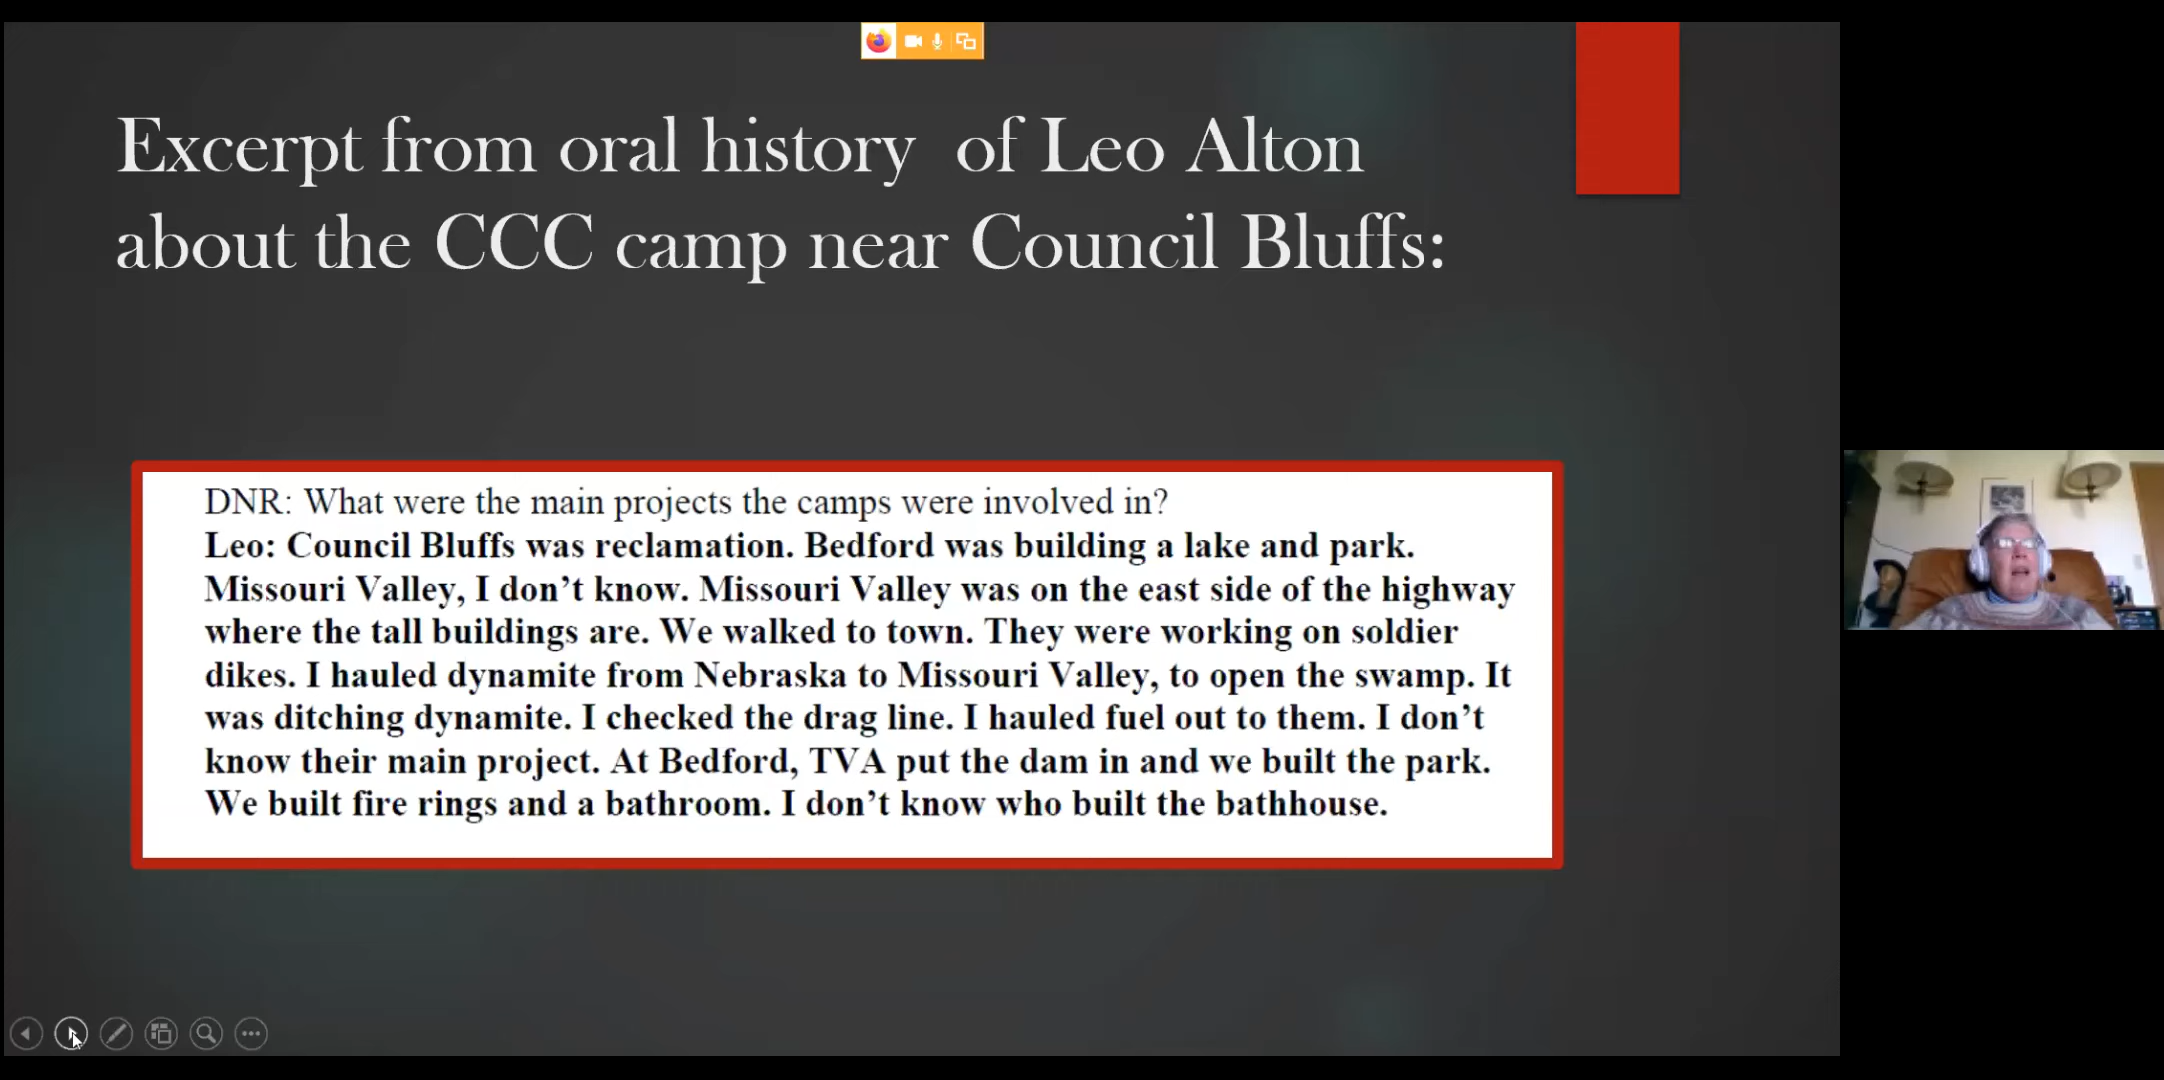 Excerpt from oral history  of Leo Alton
about the CCC camp near Council Bluffs:
DNR: What were the main projects the camps were involved in?
Leo: Council Bluffs was reclamation. Bedford was building a lake and park.
Missouri Valley, I don’t know. Missouri Valley was on the east side of the highway
where the tall buildings are. We walked to town. They were working on soldier
dikes. I hauled dynamite from Nebraska to Missouri Valley, to open the swamp. It
was ditching dynamite. I checked the drag line. I hauled fuel out to them. I don’t
know their main project. At Bedford, TVA put the dam in and we built the park.
We built fire rings and a bathroom. I don’t know who built the bathhouse.